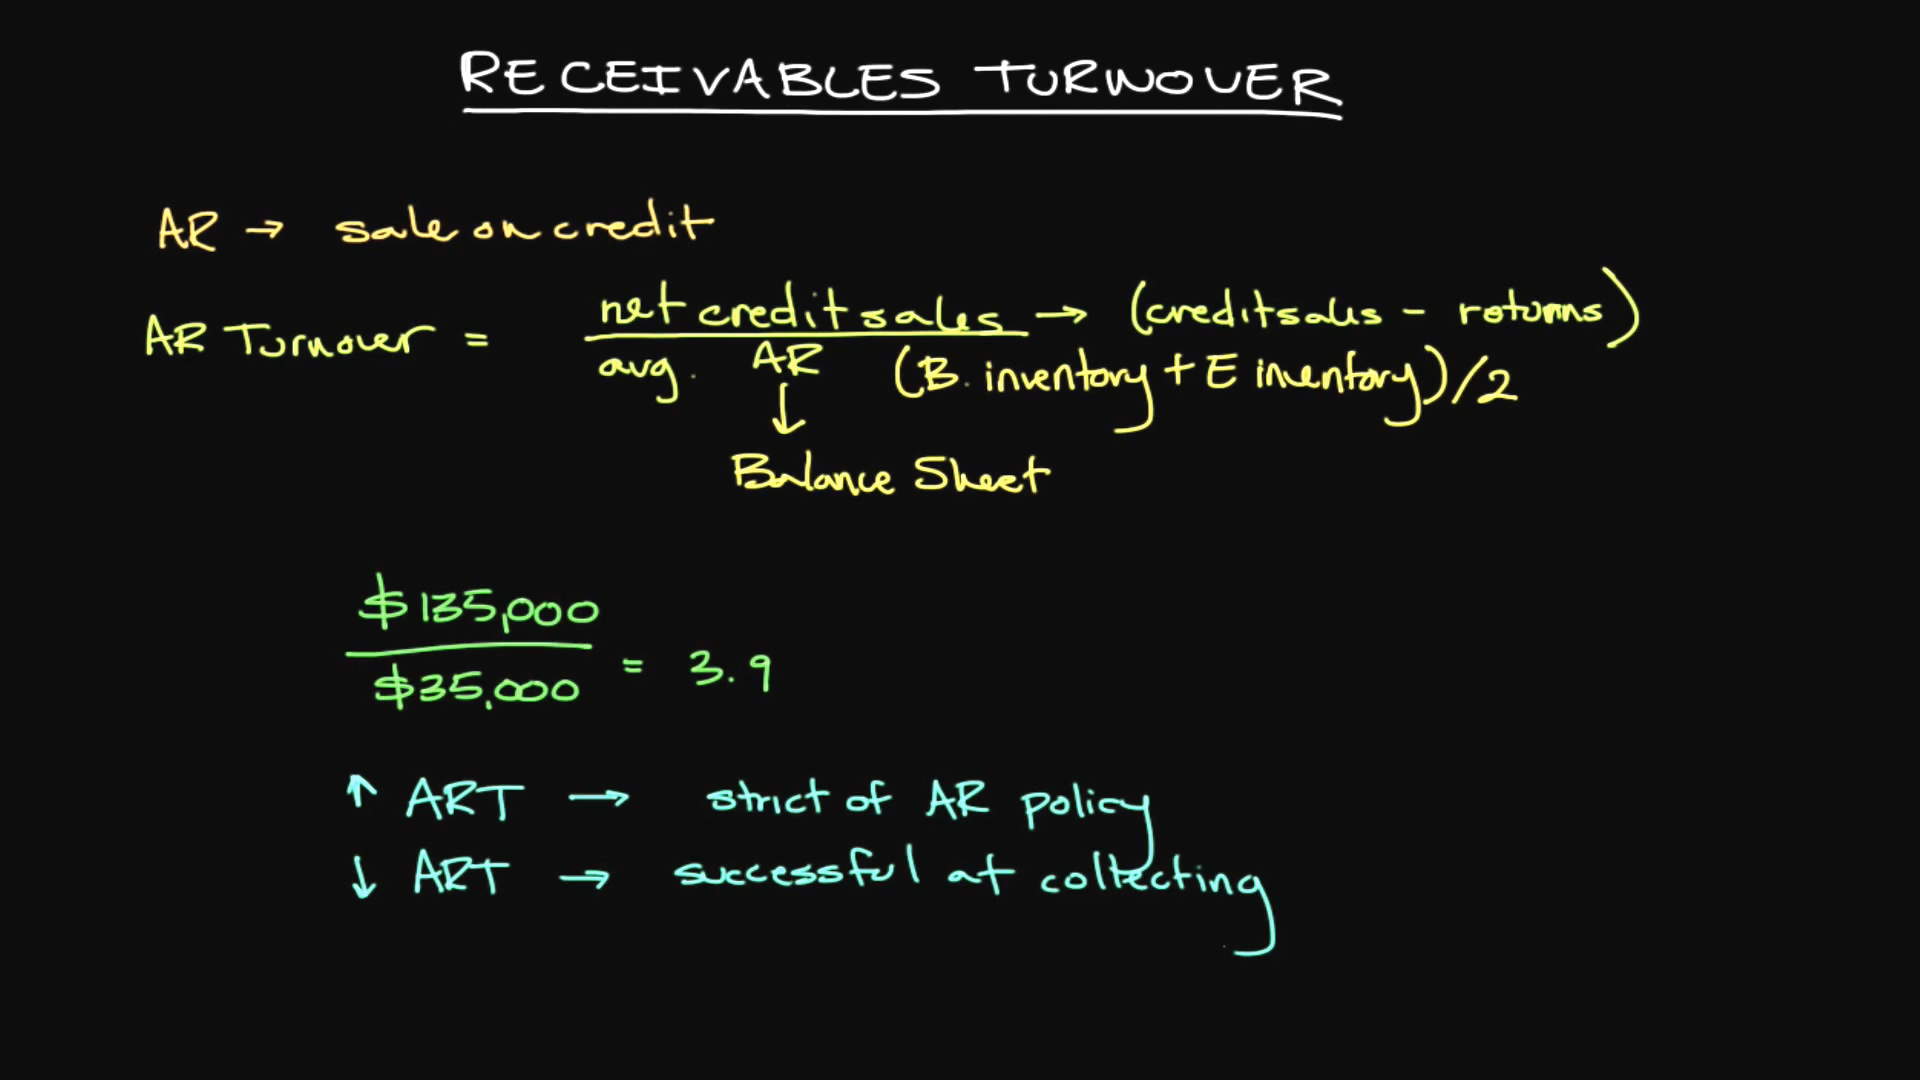 RECEIVABLES TURNOVER
AR → sale on credit
AR Turnover = net credit sales → (credit sales - returns)
avg. AR (B. inventory + E inventory)/2
↓
Balance Sheet
$135,000
$35,000 = 3.9
↑ ART → strict of AR policy
↓ ART → successful at collecting